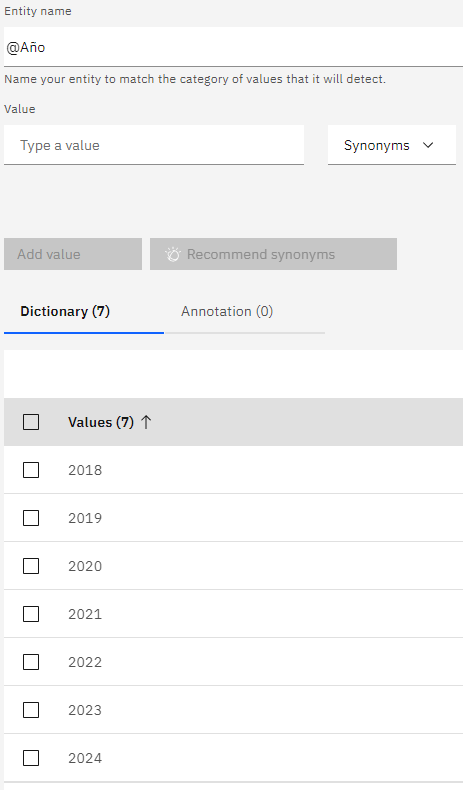 Entity name
@Año
Name your entity to match the category of values that it will detect.
Value
Type a value
Synonyms
Add value
Recommend synonyms
Dictionary (7)
Annotation (0)
Values (7)
2018
2019
2020
2021
2022
2023
2024